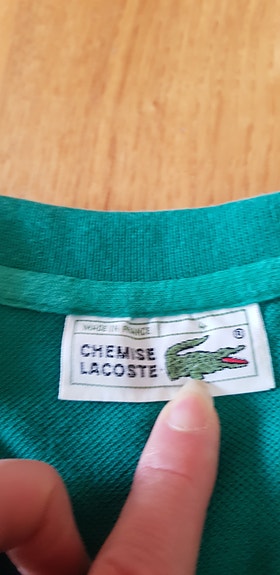 MADE IN FRANCE
®
CHEMISE
LACOSTE